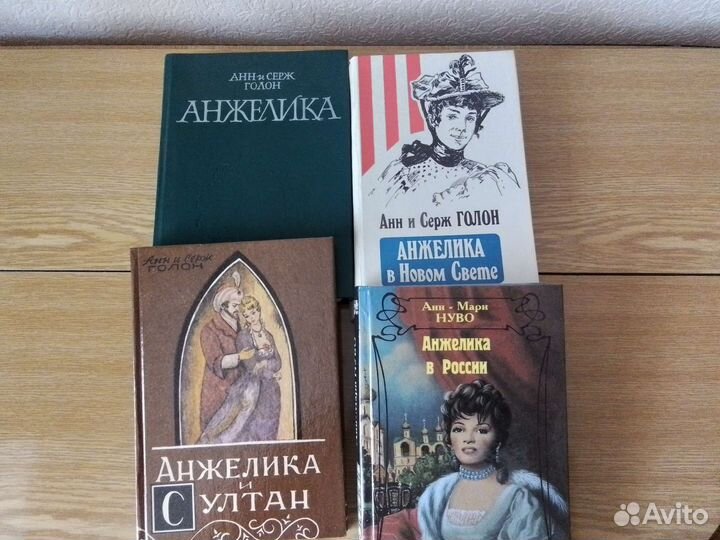 АНН и СЕРЖ
ГОЛОН
АНЖЕЛИКА
Анн и Серж ГОЛОН
АНЖЕЛИКА
в Новом Свете
Анн и Серж
ГОЛОН
АНЖЕЛИКА
И
СУЛТАН
Анн - Мари
НУВО
Анжелика
в России
Avito